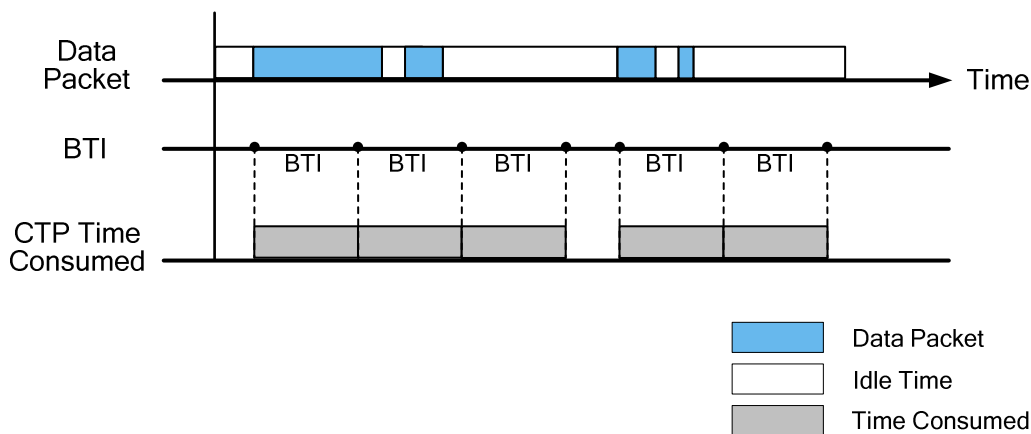 Data
Packet
Time
BTI
BTI
BTI
BTI
BTI
BTI
CTP Time
Consumed
Data Packet
Idle Time
Time Consumed